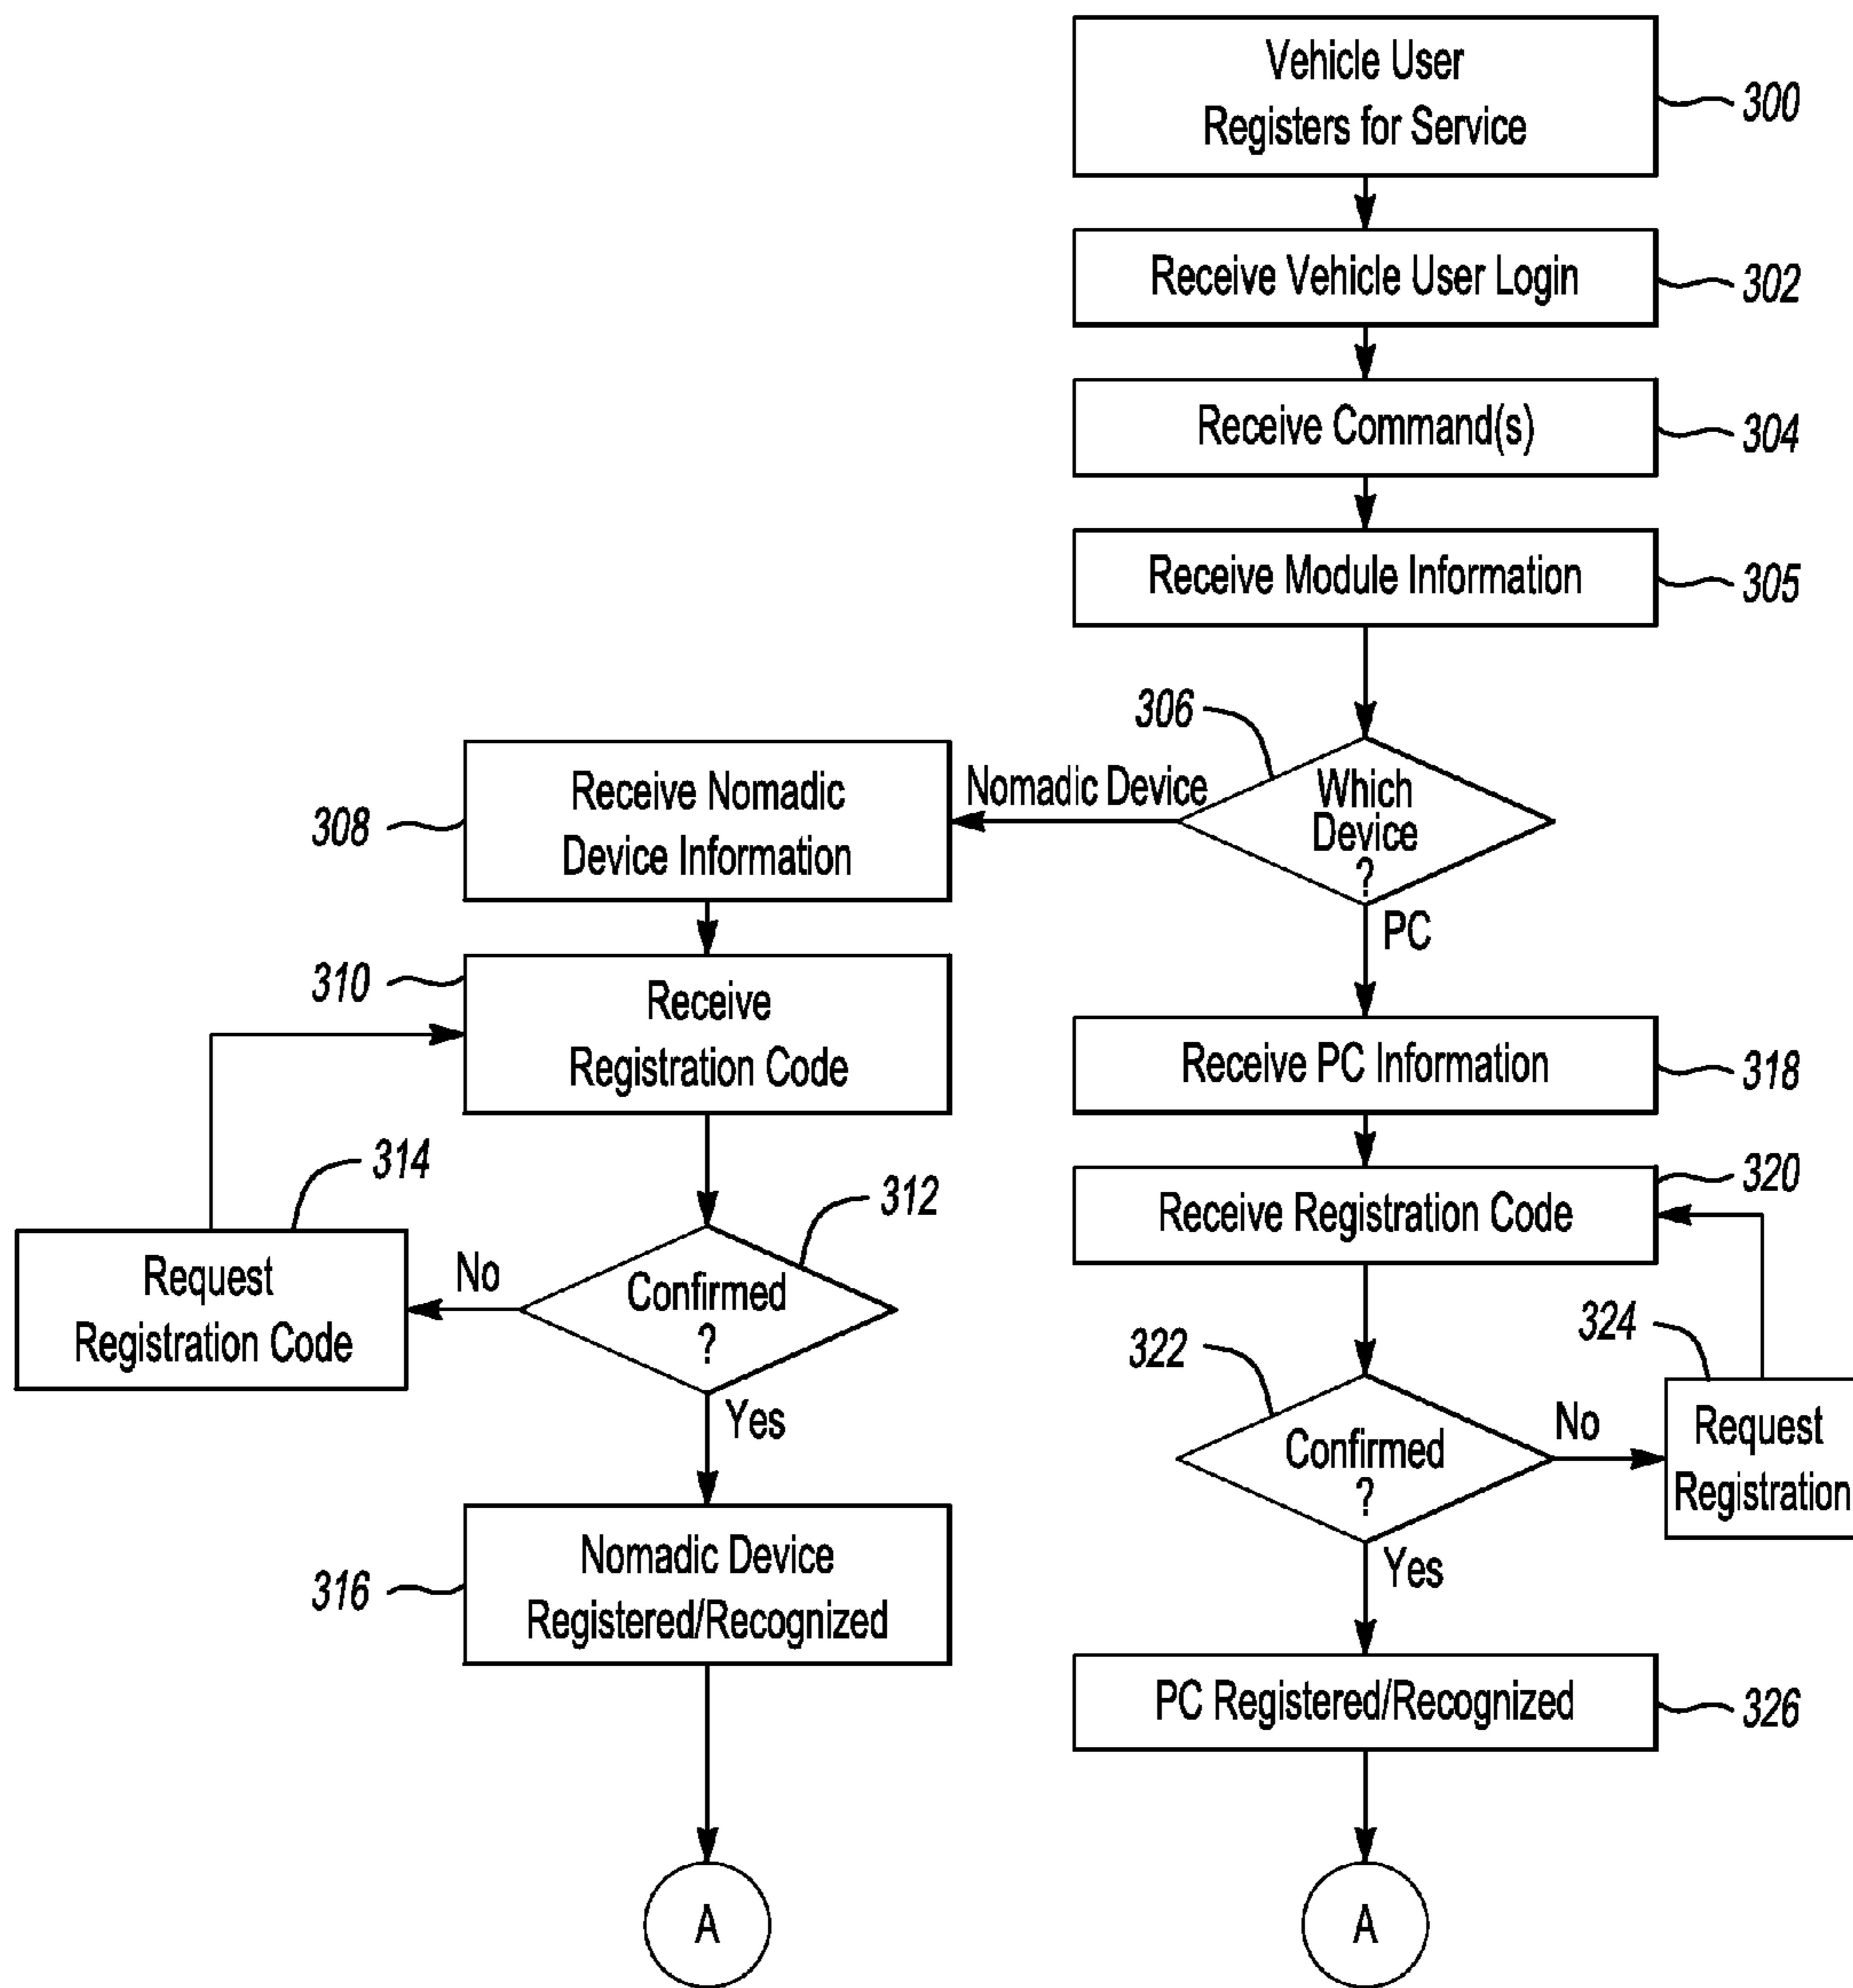 Vehicle User
Registers for Service
300
Receive Vehicle User Login
302
Receive Command(s)
304
Receive Module Information
305
306
Which
Device
?
Nomadic Device
PC
Receive Nomadic
Device Information
308
Receive
Registration Code
310
Receive PC Information
318
Receive Registration Code
320
314
Request
Registration Code
No
312
Confirmed
?
Yes
322
Confirmed
?
No
324
Request
Registration
Yes
Nomadic Device
Registered/Recognized
316
PC Registered/Recognized
326
A
A